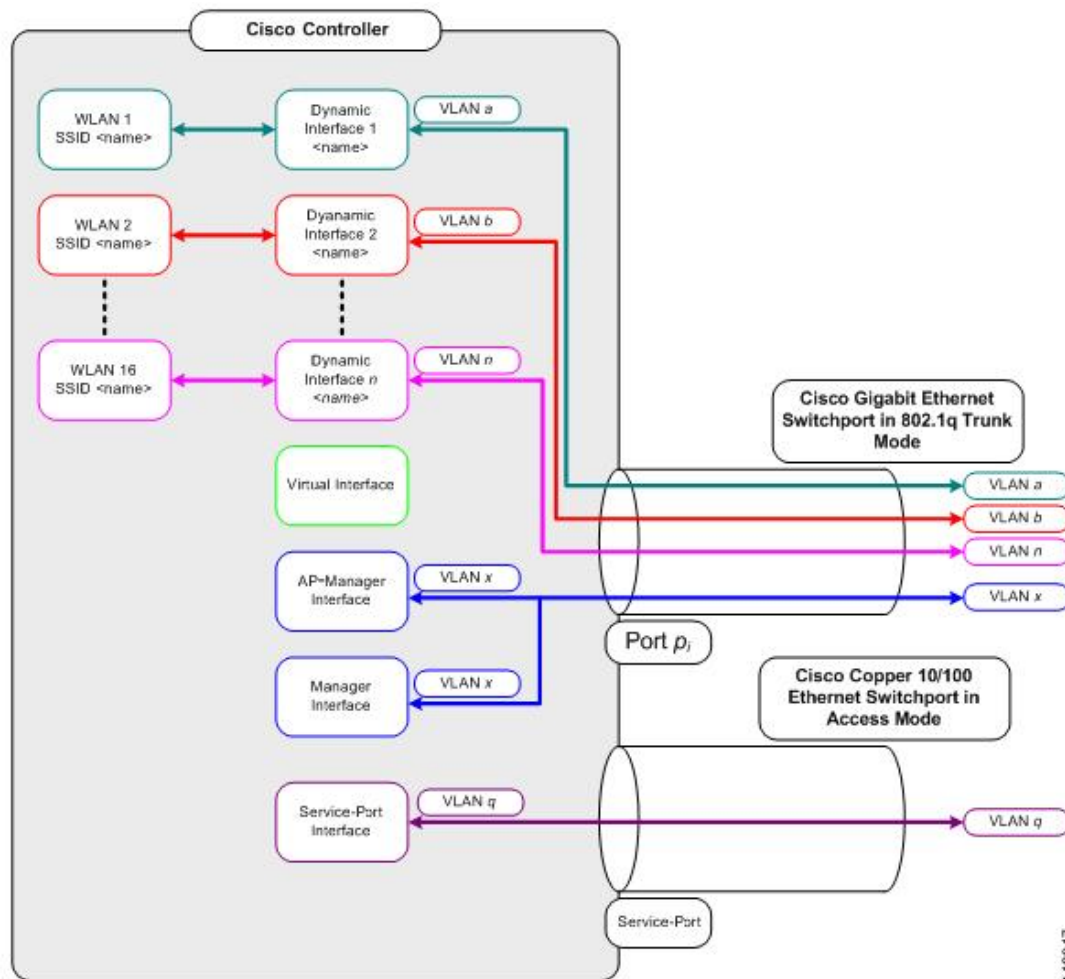 Cisco Controller
WLAN 1
SSID <name>
Dynamic
Interface 1
<name>
VLAN a
WLAN 2
SSID <name>
Dyanamic
Interface 2
<name>
VLAN b
WLAN 16
SSID <name>
Dynamic
Interface n
<name>
VLAN n
Virtual Interface
AP-Manager
Interface
VLAN x
Manager
Interface
VLAN x
Service-Port
Interface
VLAN q
Cisco Gigabit Ethernet
Switchport in 802.1q Trunk
Mode
VLAN a
VLAN b
VLAN n
VLAN x
Port pj
Cisco Copper 10/100
Ethernet Switchport in
Access Mode
VLAN q
Service-Port